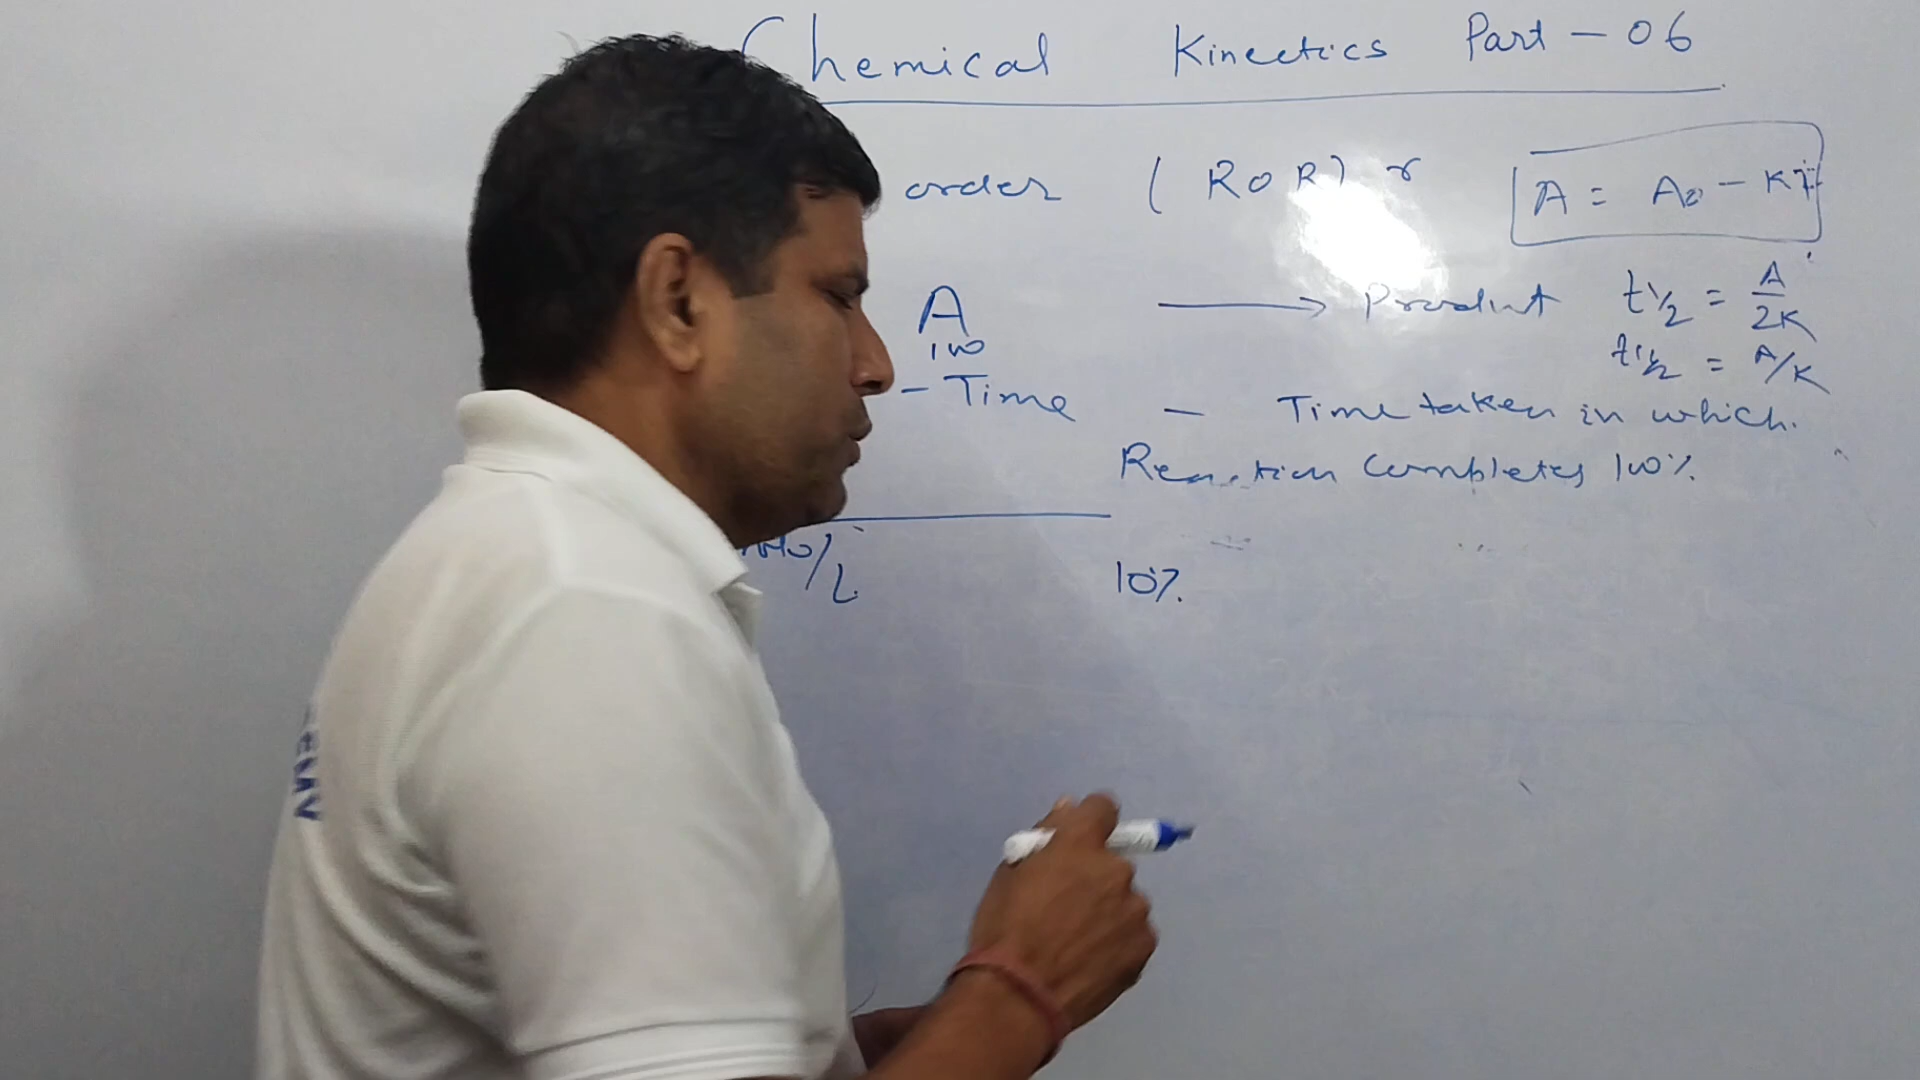 Chemical Kinectics Part - 06
order (ROR) r
A = A0 - Kt
A → Product t1/2 = A/2K
100
t1/2 = A/K
- Time - Time taken in which.
Reaction Completes 100%.
/L 10%.